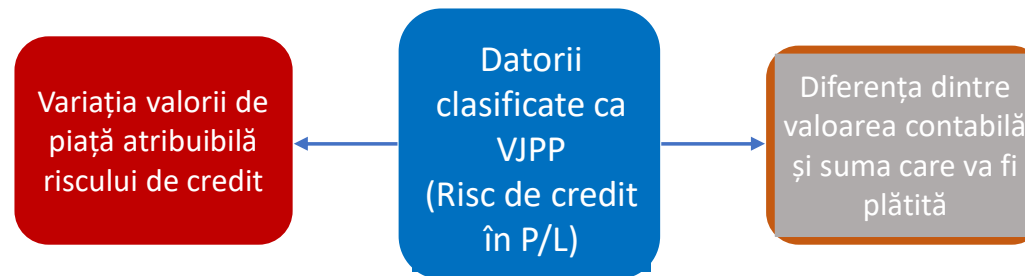 Variația valorii de
piață atribuibilă
riscului de credit
Datorii
clasificate ca
VJPP
(Risc de credit
în P/L)
Diferența dintre
valoarea contabilă
și suma care va fi
plătită